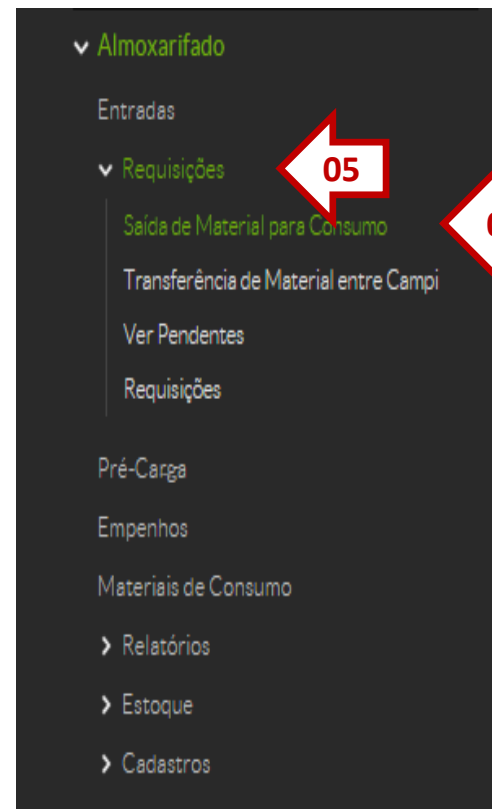 Almoxarifado
Entradas
Requisições
05
Saída de Material para Consumo
Transferência de Material entre Campi
Ver Pendentes
Requisições
Pré-Carga
Empenhos
Materiais de Consumo
Relatórios
Estoque
Cadastros